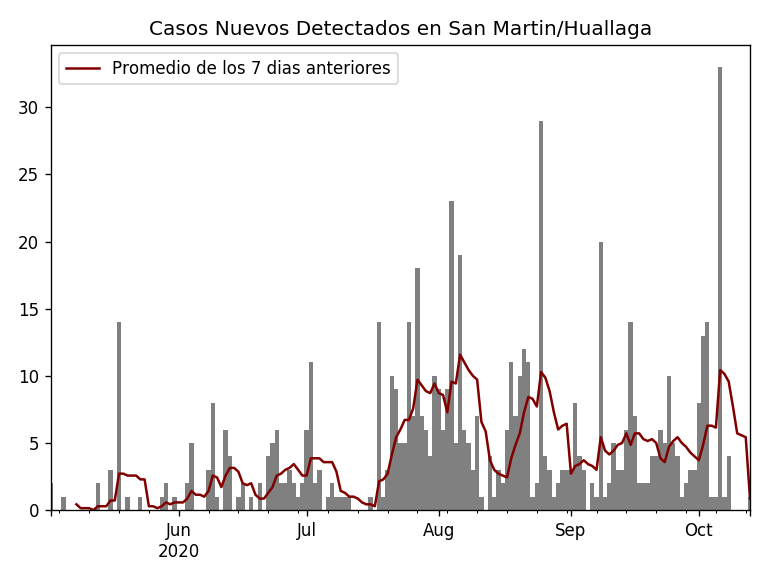 Casos Nuevos Detectados en San Martin/Huallaga
Promedio de los 7 dias anteriores
30
25
20
15
10
5
0
Jun
2020
Jul
Aug
Sep
Oct